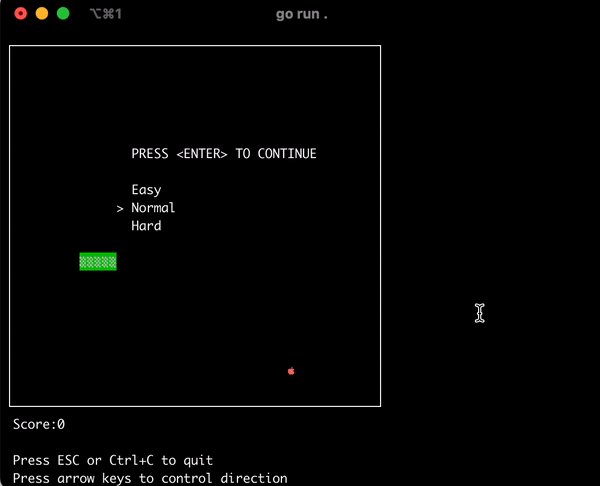 ⌥⌘1
go run .
PRESS <ENTER> TO CONTINUE
Easy
> Normal
Hard
Score:0
Press ESC or Ctrl+C to quit
Press arrow keys to control direction